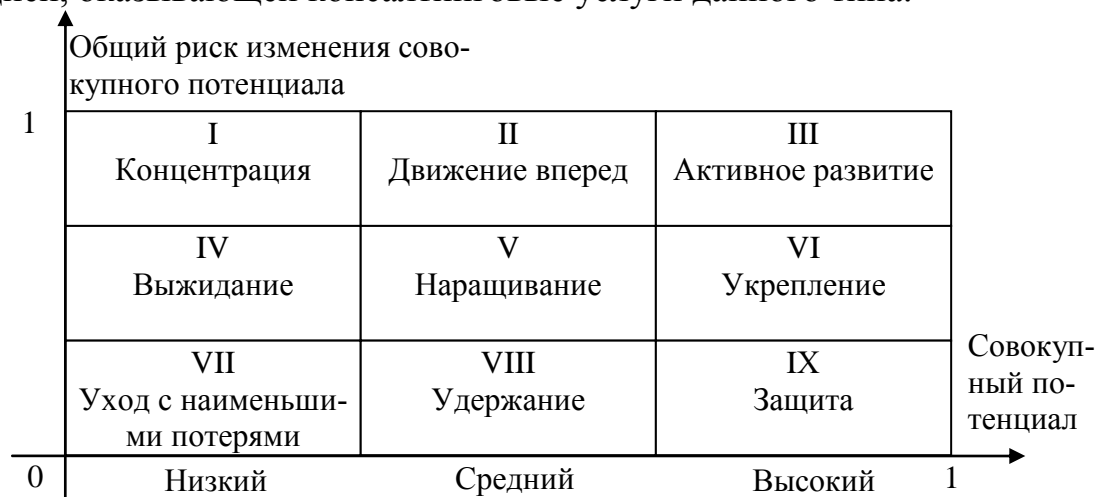 оказывающей консалтинговые услуги данного типа.
Общий риск изменения сово-
купного потенциала
1
I
II
III
Концентрация
Движение вперед
Активное развитие
IV
V
VI
Выжидание
Наращивание
Укрепление
VII
VIII
IX
Уход с наименьши-
ми потерями
Удержание
Защита
Совокуп-
ный по-
тенциал
0
Низкий
Средний
Высокий
1